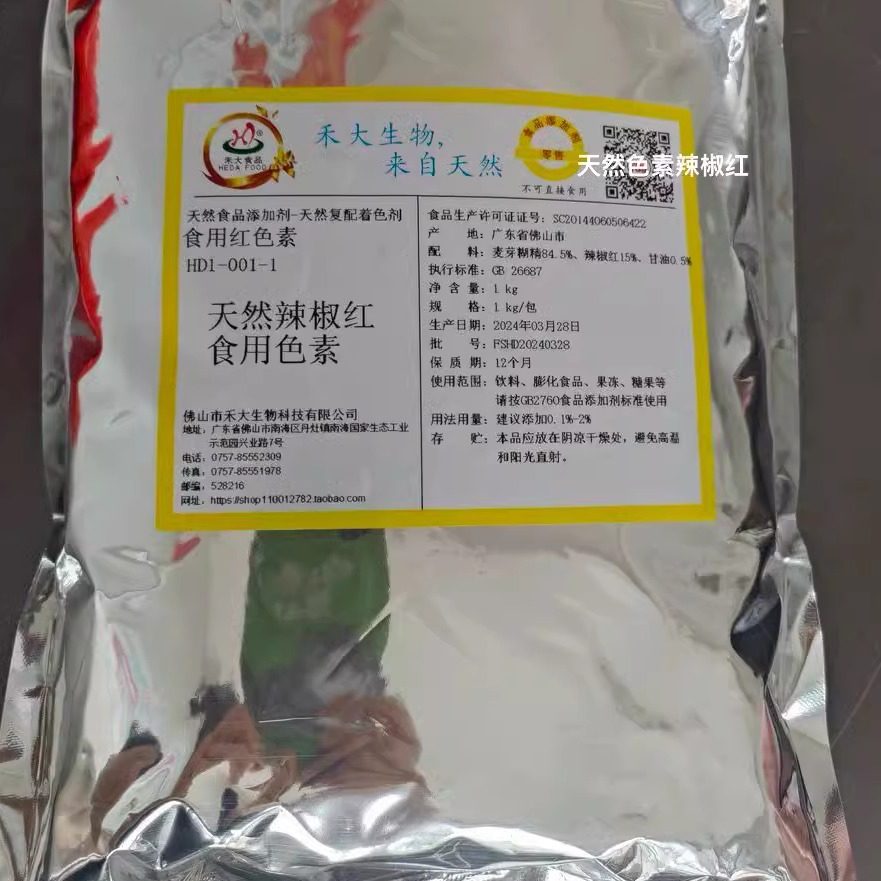 禾大食品
HEDA FOOD
禾大生物,
来自天然
食品添加剂
零售
不可直接食用
天然色素辣椒红
天然食品添加剂-天然复配着色剂
食用红色素
HD1-001-1
天然辣椒红
食用色素
佛山市禾大生物科技有限公司
地址：广东省佛山市南海区丹灶镇南海国家生态工业
示范园兴业路7号
电话：0757-85552309
传真：0757-85551978
邮编：528216
网址：https://shop110012782.taobao.com
食品生产许可证证号：SC20144060506422
产 地：广东省佛山市
配 料：麦芽糊精84.5%、辣椒红15%、甘油0.5%
执行标准：GB 26687
净 含 量：1 kg
规 格：1 kg/包
生产日期：2024年03月28日
批 号：FSHD20240328
保 质 期：12个月
使用范围：饮料、膨化食品、果冻、糖果等
请按GB2760食品添加剂标准使用
用法用量：建议添加0.1%-2%
存 贮：本品应放在阴凉干燥处，避免高温
和阳光直射。